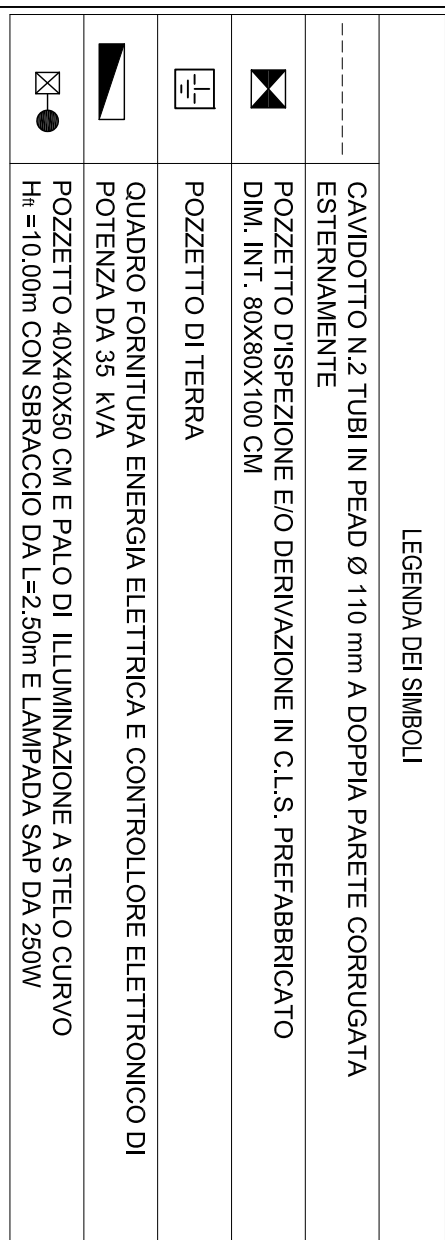 LEGENDA DEI SIMBOLI
CAVIDOTTO N.2 TUBI IN PEAD Ø 110 mm A DOPPIA PARETE CORRUGATA
ESTERNAMENTE
POZZETTO D'ISPEZIONE E/O DERIVAZIONE IN C.L.S. PREFABBRICATO
DIM. INT. 80X80X100 CM
POZZETTO DI TERRA
QUADRO FORNITURA ENERGIA ELETTRICA E CONTROLLORE ELETTRONICO DI
POTENZA DA 35 kVA
POZZETTO 40X40X50 CM E PALO DI ILLUMINAZIONE A STELO CURVO
Hft =10.00m CON SBRACCIO DA L=2.50m E LAMPADA SAP DA 250W